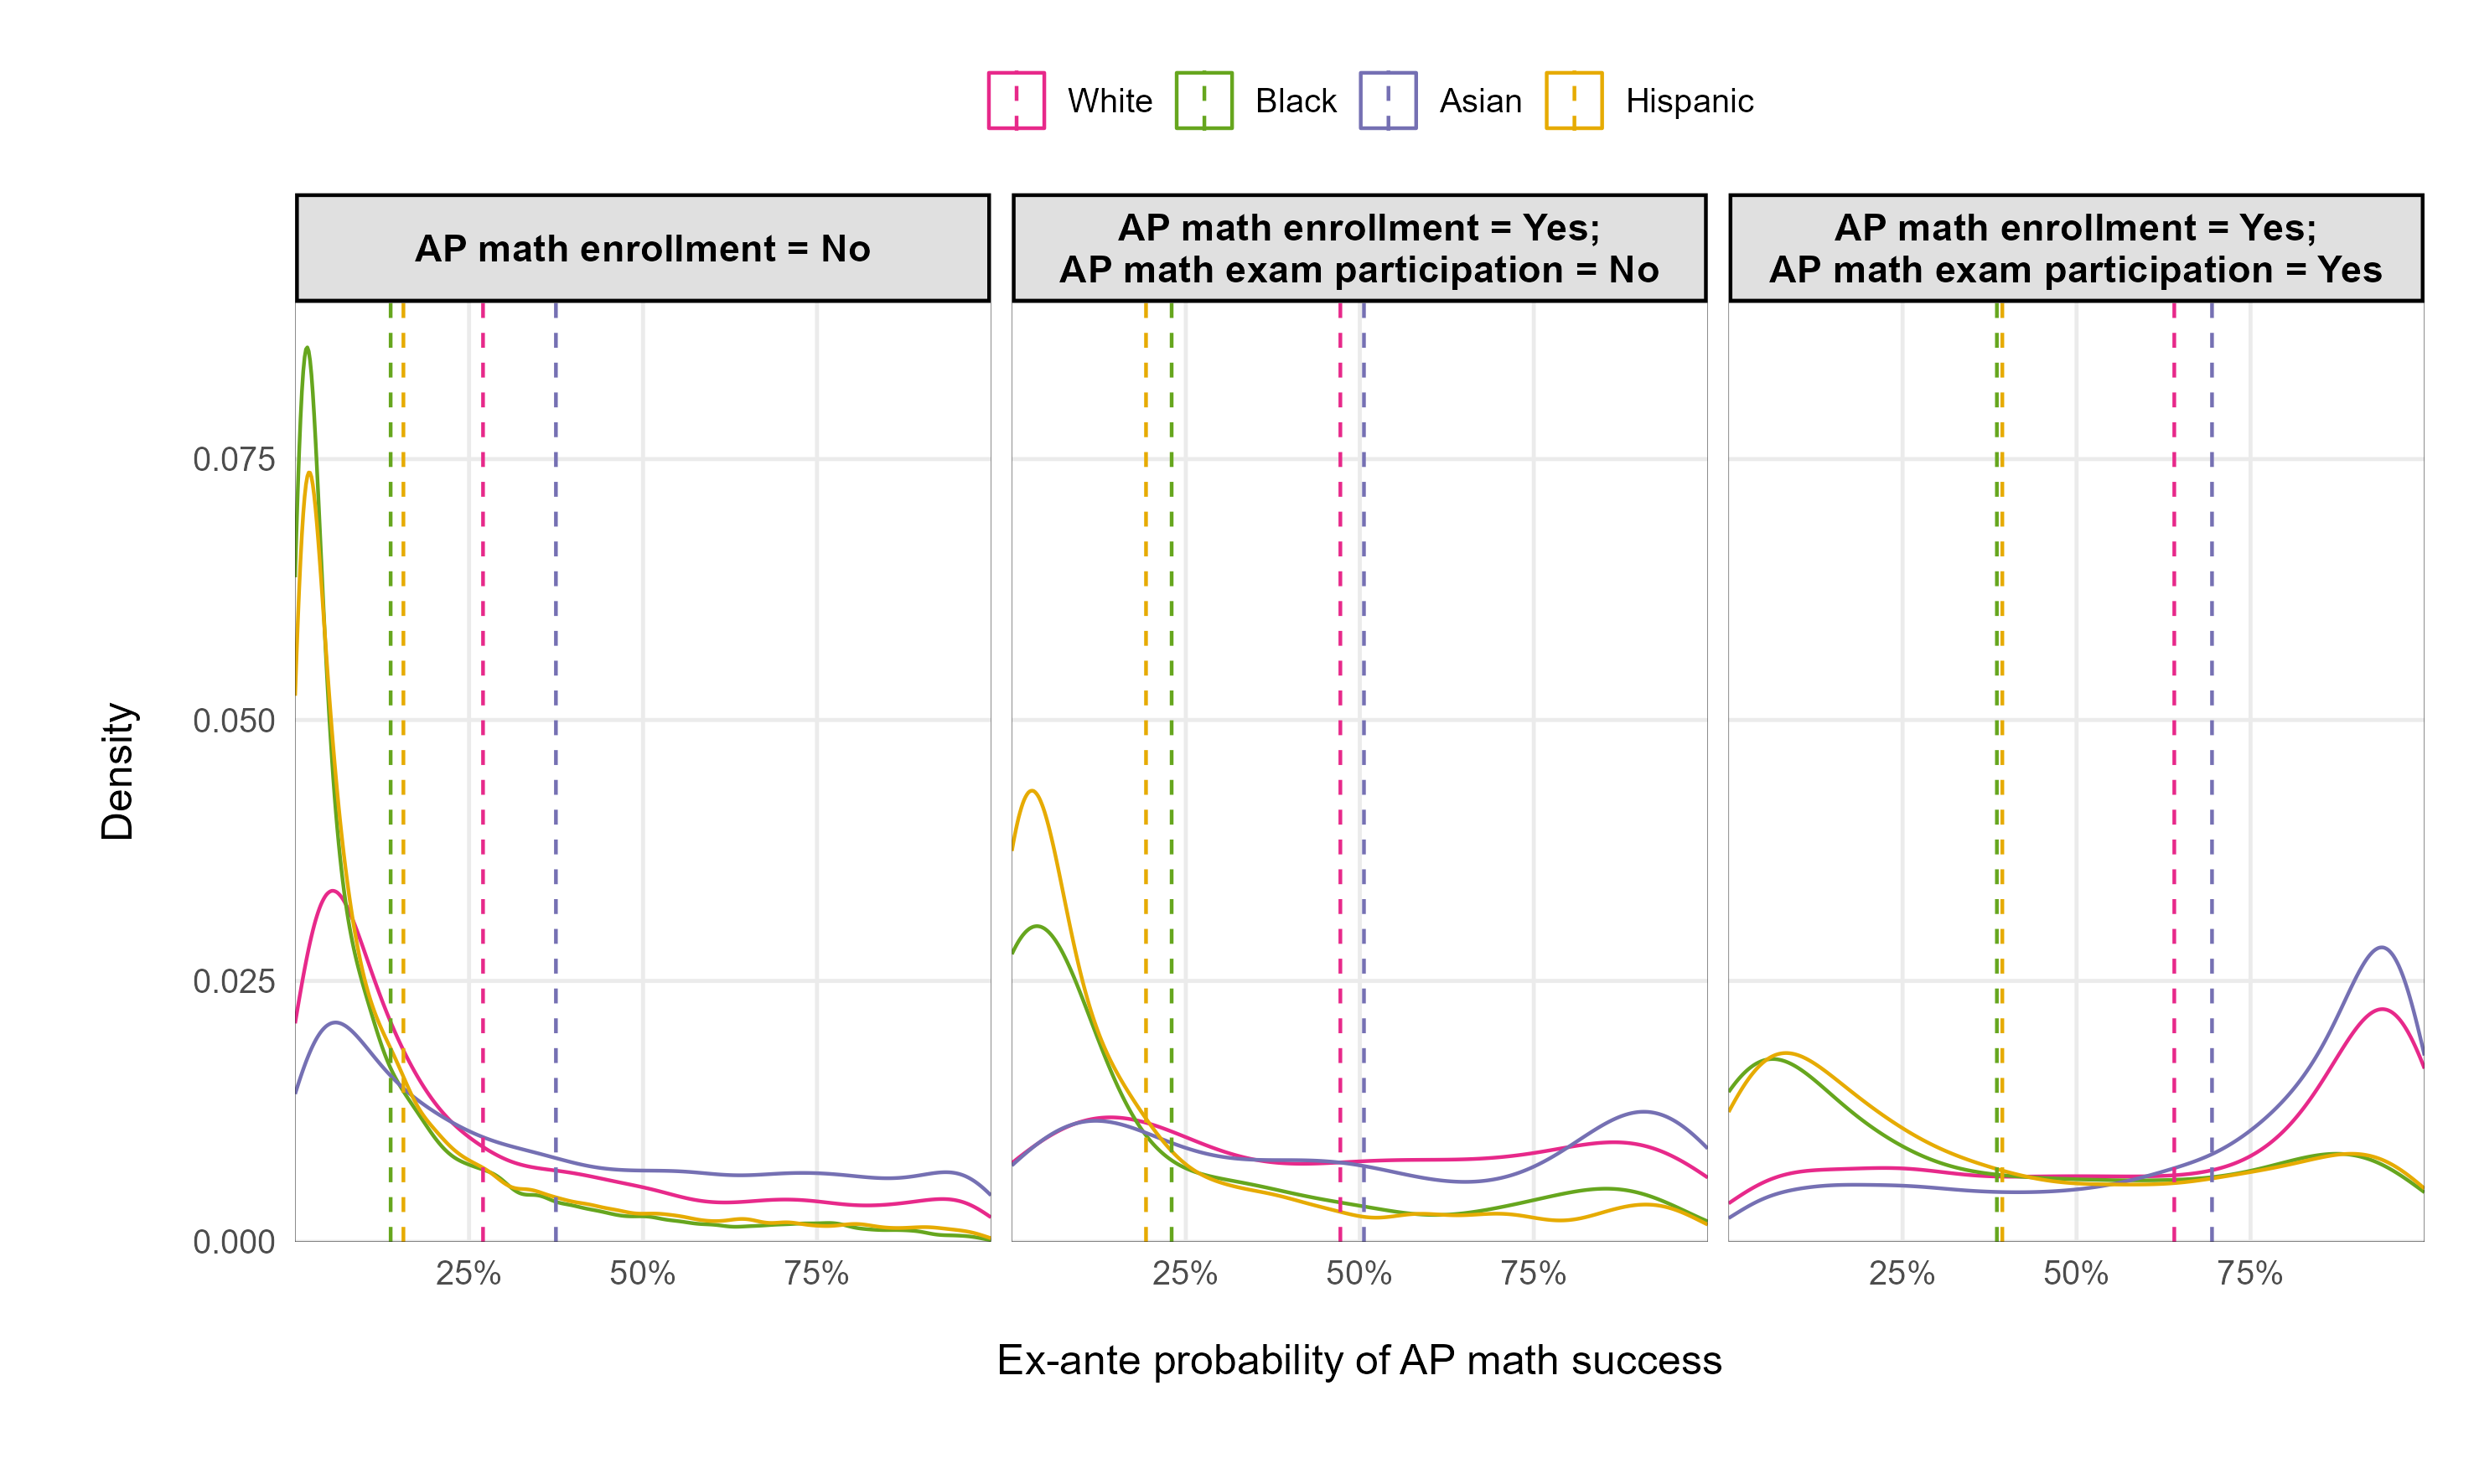 White Black Asian Hispanic
AP math enrollment = No
AP math enrollment = Yes;
AP math exam participation = No
AP math enrollment = Yes;
AP math exam participation = Yes
Density
0.075
0.050
0.025
0.000
25% 50% 75%
25% 50% 75%
25% 50% 75%
Ex-ante probability of AP math success